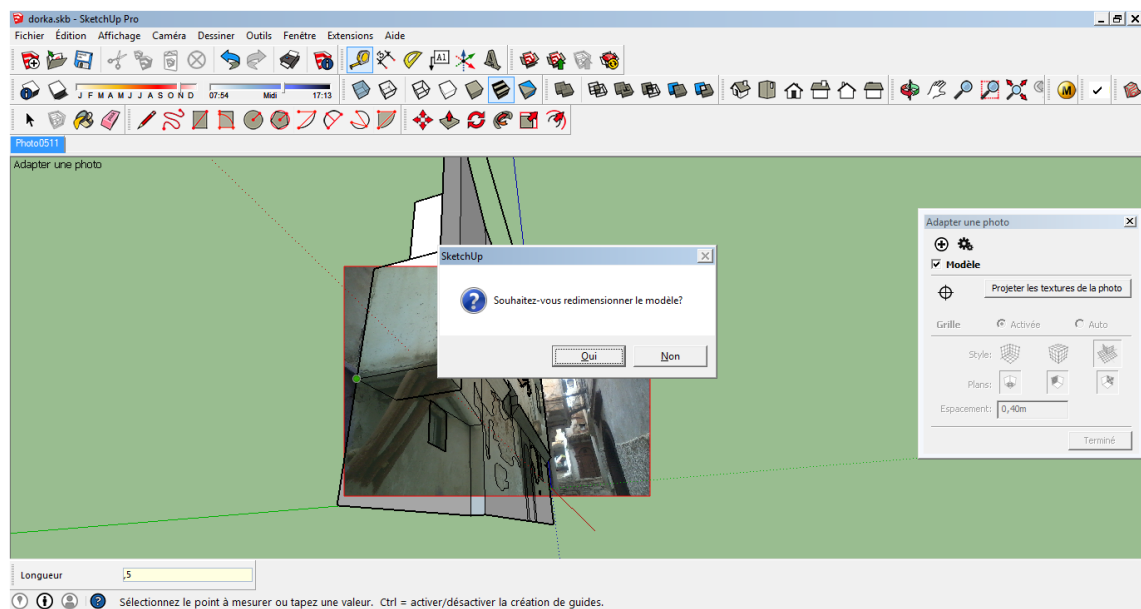 dorka.skb - SketchUp Pro
Fichier Édition Affichage Caméra Dessiner Outils Fenêtre Extensions Aide
A1
J F M A M J J A S O N D 07:54 Midi 17:13
M
Photo0511
Adapter une photo
Adapter une photo
Modèle
Projeter les textures de la photo
Grille Activée Auto
Style:
Plans:
Espacement: 0,40m
Terminé
SketchUp
Souhaitez-vous redimensionner le modèle?
Oui Non
Longueur ,5
Sélectionnez le point à mesurer ou tapez une valeur. Ctrl = activer/désactiver la création de guides.